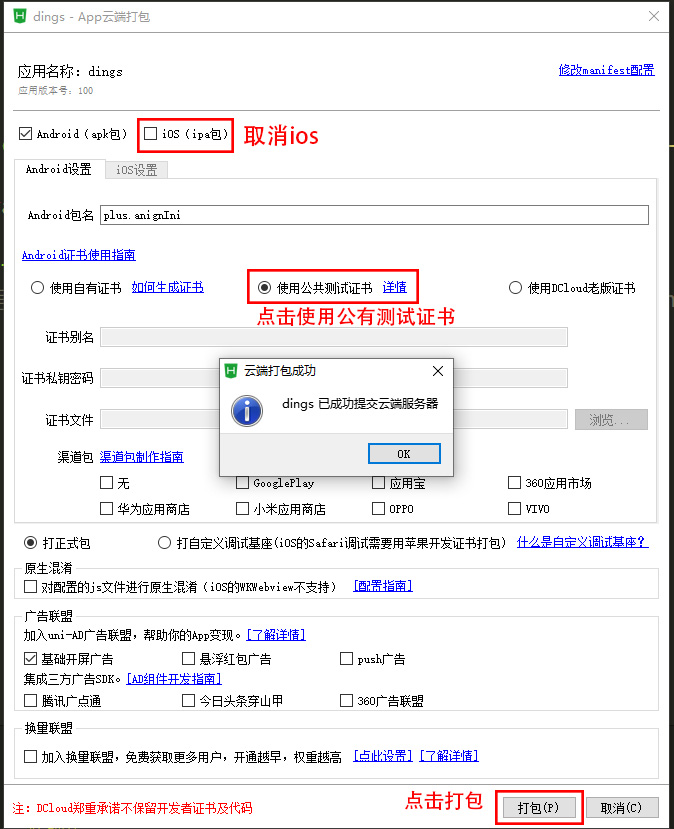 dings - App云端打包
应用名称: dings
修改manifest配置
应用版本号: 100
Android (apk包)
iOS (ipa包)
取消ios
Android设置
iOS设置
Android包名
plus.anignIni
Android证书使用指南
使用自有证书 如何生成证书
使用公共测试证书 详情
使用DCloud老版证书
点击使用公有测试证书
证书别名
证书私钥密码
证书文件
浏览...
云端打包成功
dings 已成功提交云端服务器
OK
渠道包 渠道包制作指南
无
GooglePlay
应用宝
360应用市场
华为应用商店
小米应用商店
OPPO
VIVO
打正式包
打自定义调试基座(iOS的Safari调试需要用苹果开发证书打包)
什么是自定义调试基座?
原生混淆
对配置的js文件进行原生混淆 (iOS的WKWebview不支持)
[配置指南]
广告联盟
加入uni-AD广告联盟，帮助你的App变现。[了解详情]
基础开屏广告
悬浮红包广告
push广告
集成三方广告SDK。[AD组件开发指南]
腾讯广点通
今日头条穿山甲
360广告联盟
换量联盟
加入换量联盟，免费获取更多用户，开通越早，权重越高
[点此设置] [了解详情]
注: DCloud郑重承诺不保留开发者证书及代码
点击打包
打包(P)
取消(C)